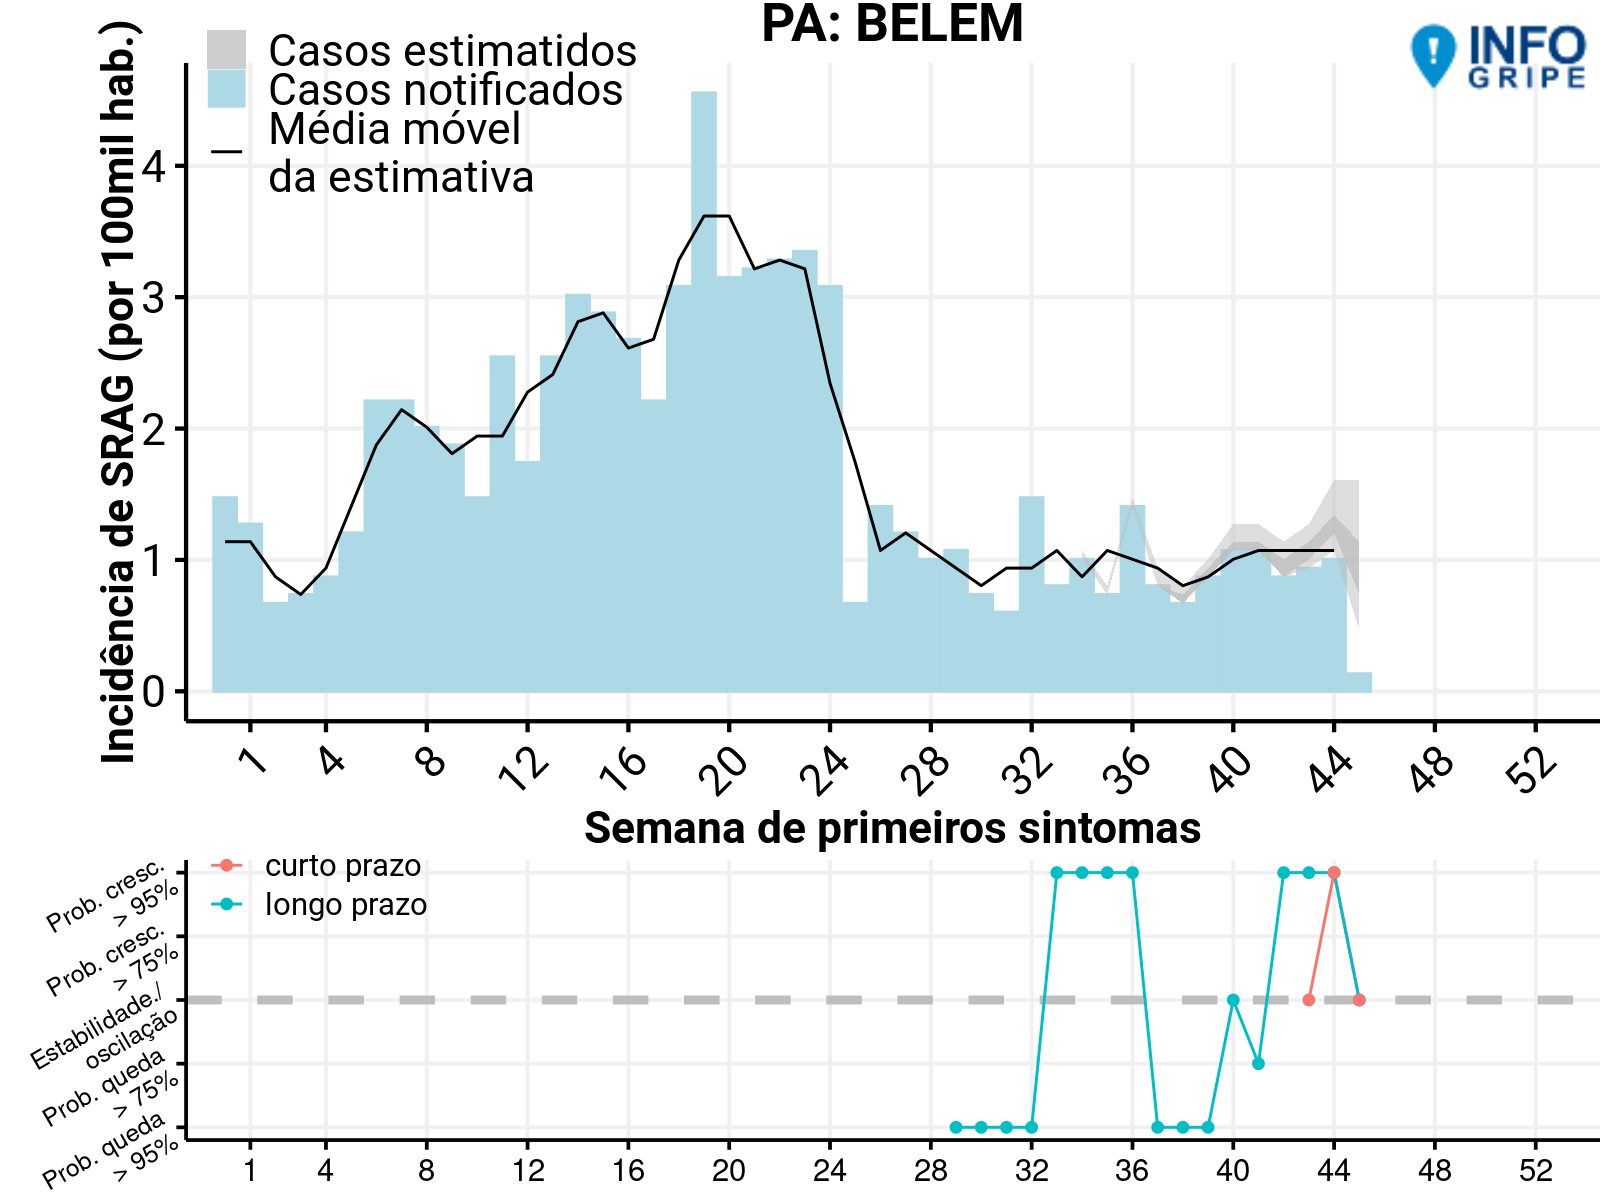 PA: BELEM
INFO
GRIPE
Casos estimatidos
Casos notificados
Média móvel
da estimativa
Incidência de SRAG (por 100mil hab.)
4
3
2
1
0
1 4 8 12 16 20 24 28 32 36 40 44 48 52
Semana de primeiros sintomas
curto prazo
longo prazo
Prob. cresc.
> 95%
Prob. cresc.
> 75%
Estabilidade./
oscilação
Prob. queda
> 75%
Prob. queda
> 95%
1 4 8 12 16 20 24 28 32 36 40 44 48 52